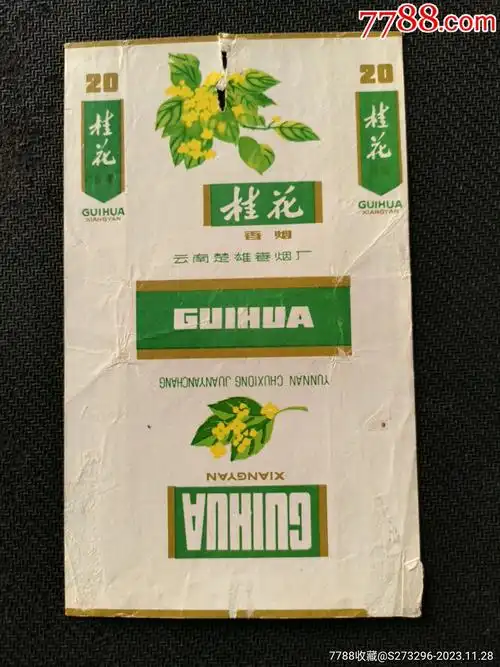 7788.com
20
桂花
GUIHUA
XIANGYAN
20
桂花
GUIHUA
XIANGYAN
桂花
香烟
云南楚雄卷烟厂
GUIHUA
YUNNAN CHUXIONG JUANYANCHANG
XIANGYAN
GUIHUA
7788收藏@S273296-2023.11.28